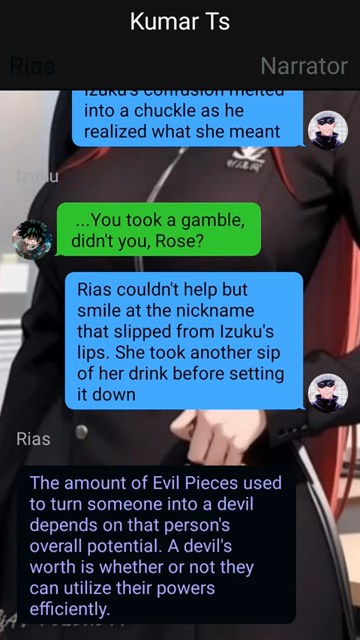 Kumar Ts
Rias
Narrator
Izuku's confusion melted
into a chuckle as he
realized what she meant
Izuku
...You took a gamble,
didn't you, Rose?
Rias couldn't help but
smile at the nickname
that slipped from Izuku's
lips. She took another sip
of her drink before setting
it down
Rias
The amount of Evil Pieces used
to turn someone into a devil
depends on that person's
overall potential. A devil's
worth is whether or not they
can utilize their powers
efficiently.